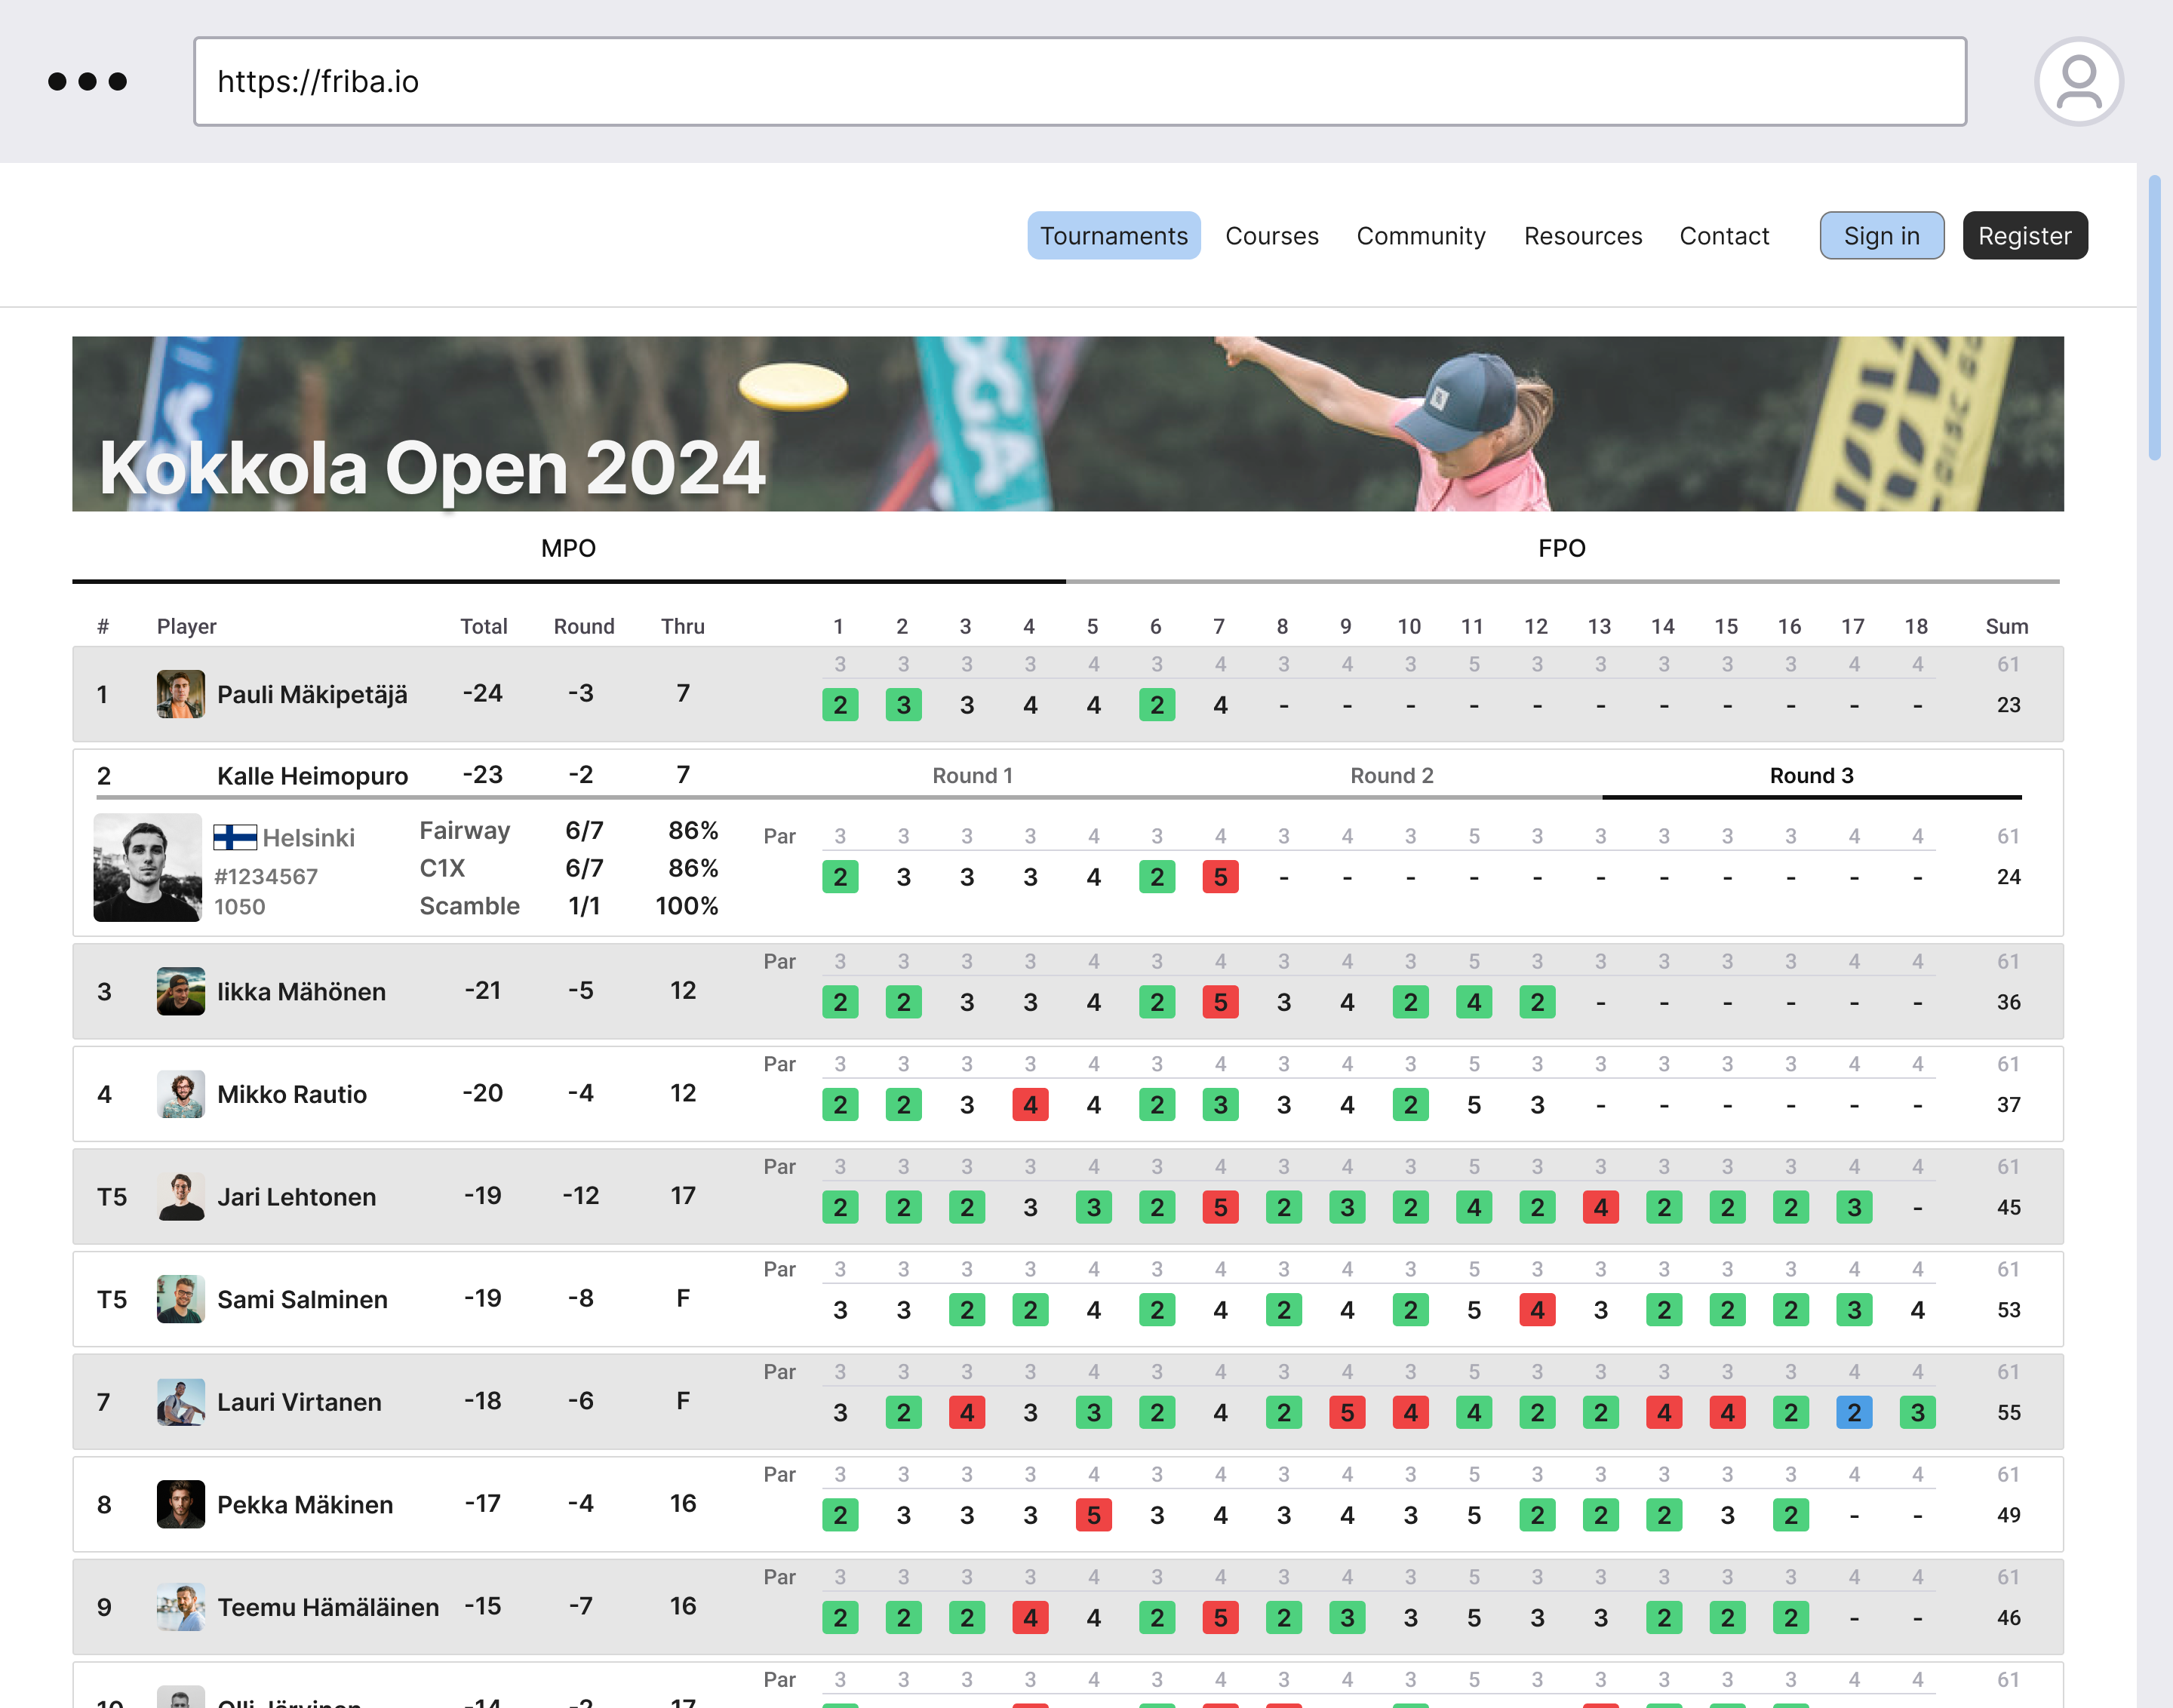 https://friba.io
Tournaments Courses Community Resources Contact Sign in Register
Kokkola Open 2024
MPO FPO
# Player Total Round Thru 1 2 3 4 5 6 7 8 9 10 11 12 13 14 15 16 17 18 Sum
3 3 3 3 4 3 4 3 4 3 5 3 3 3 3 3 4 4 61
1 Pauli Mäkipetäjä -24 -3 7 2 3 3 4 4 2 4 - - - - - - - - - - - 23
2 Kalle Heimopuro -23 -2 7 Round 1 Round 2 Round 3
Helsinki Fairway 6/7 86% Par 3 3 3 3 4 3 4 3 4 3 5 3 3 3 3 3 4 4 61
#1234567 C1X 6/7 86% 2 3 3 3 4 2 5 - - - - - - - - - - - 24
1050 Scamble 1/1 100%
Par 3 3 3 3 4 3 4 3 4 3 5 3 3 3 3 3 4 4 61
3 Iikka Mähönen -21 -5 12 2 2 3 3 4 2 5 3 4 2 4 2 - - - - - - 36
Par 3 3 3 3 4 3 4 3 4 3 5 3 3 3 3 3 4 4 61
4 Mikko Rautio -20 -4 12 2 2 3 4 4 2 3 3 4 2 5 3 - - - - - - 37
Par 3 3 3 3 4 3 4 3 4 3 5 3 3 3 3 3 4 4 61
T5 Jari Lehtonen -19 -12 17 2 2 2 3 3 2 5 2 3 2 4 2 4 2 2 2 3 - 45
Par 3 3 3 3 4 3 4 3 4 3 5 3 3 3 3 3 4 4 61
T5 Sami Salminen -19 -8 F 3 3 2 2 4 2 4 2 4 2 5 4 3 2 2 2 3 4 53
Par 3 3 3 3 4 3 4 3 4 3 5 3 3 3 3 3 4 4 61
7 Lauri Virtanen -18 -6 F 3 2 4 3 3 2 4 2 5 4 4 2 2 4 4 2 2 3 55
Par 3 3 3 3 4 3 4 3 4 3 5 3 3 3 3 3 4 4 61
8 Pekka Mäkinen -17 -4 16 2 3 3 3 5 3 4 3 4 3 5 2 2 2 3 2 - - 49
Par 3 3 3 3 4 3 4 3 4 3 5 3 3 3 3 3 4 4 61
9 Teemu Hämäläinen -15 -7 16 2 2 2 4 4 2 5 2 3 3 5 3 3 2 2 2 - - 46
Par 3 3 3 3 4 3 4 3 4 3 5 3 3 3 3 3 4 4 61